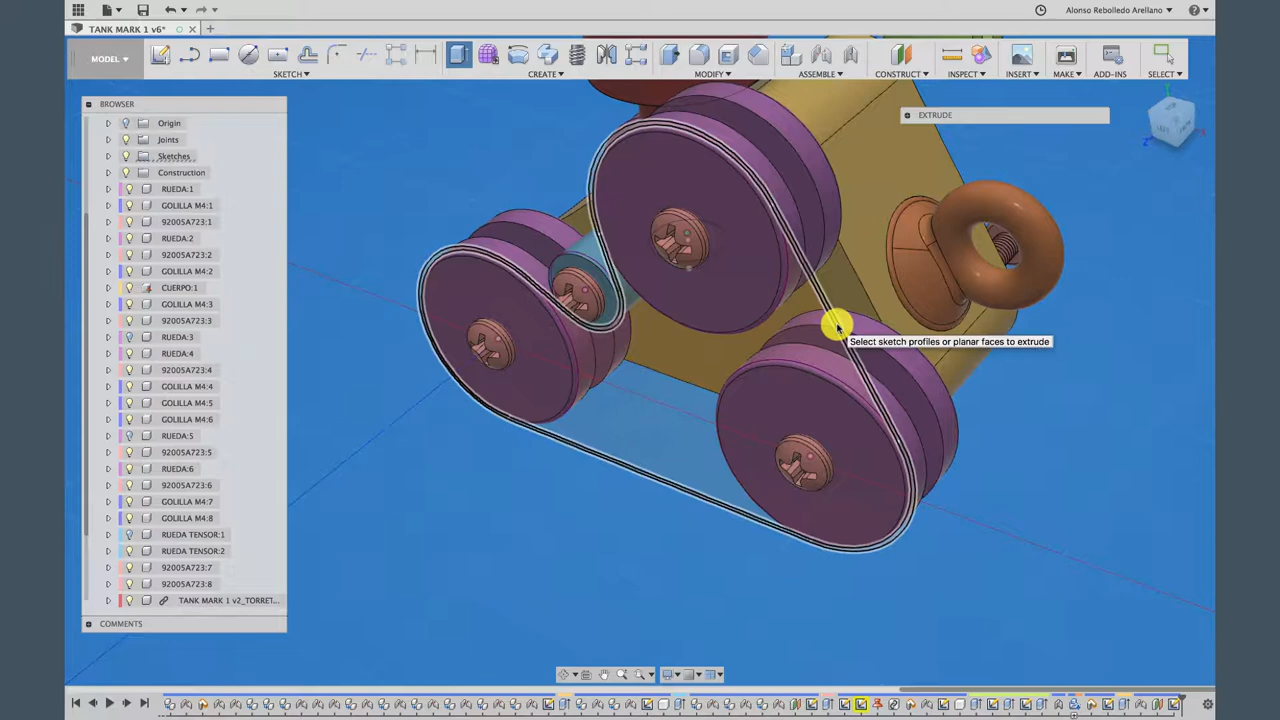 Alonso Rebolledo Arellano
TANK MARK 1 v6*
MODEL
SKETCH
CREATE
MODIFY
ASSEMBLE
CONSTRUCT
INSPECT
INSERT
MAKE
ADD-INS
SELECT
BROWSER
EXTRUDE
Origin
Joints
Sketches
Construction
RUEDA:1
GOLILLA M4:1
92005A723:1
RUEDA:2
92005A723:2
GOLILLA M4:2
CUERPO:1
GOLILLA M4:3
92005A723:3
RUEDA:3
Select sketch profiles or planar faces to extrude
RUEDA:4
92005A723:4
GOLILLA M4:4
GOLILLA M4:5
GOLILLA M4:6
RUEDA:5
92005A723:5
RUEDA:6
92005A723:6
GOLILLA M4:7
GOLILLA M4:8
RUEDA TENSOR:1
RUEDA TENSOR:2
92005A723:7
92005A723:8
TANK MARK 1 v2_TORRET...
COMMENTS